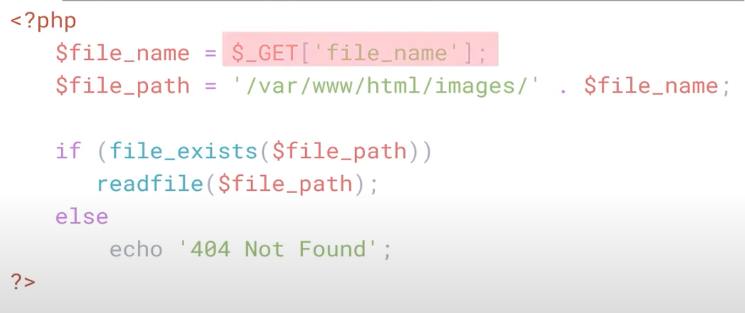 <?php
$file_name = $_GET['file_name'];
$file_path = '/var/www/html/images/' . $file_name;
if (file_exists($file_path))
readfile($file_path);
else
echo '404 Not Found';
?>